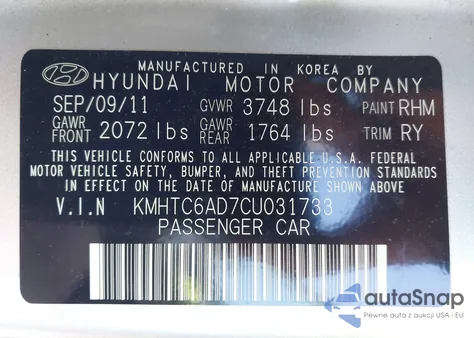 MANUFACTURED IN KOREA BY
HYUNDAI MOTOR COMPANY
SEP/09/11 GVWR 3748 lbs PAINT RHM
GAWR FRONT 2072 lbs GAWR REAR 1764 lbs TRIM RY
THIS VEHICLE CONFORMS TO ALL APPLICABLE U.S.A. FEDERAL
MOTOR VEHICLE SAFETY, BUMPER, AND THEFT PREVENTION STANDARDS
IN EFFECT ON THE DATE OF MANUFACTURE SHOWN ABOVE
V.I.N KMHTC6AD7CU031733
PASSENGER CAR
autoSnap
Pewne auta z aukcji USA i EU